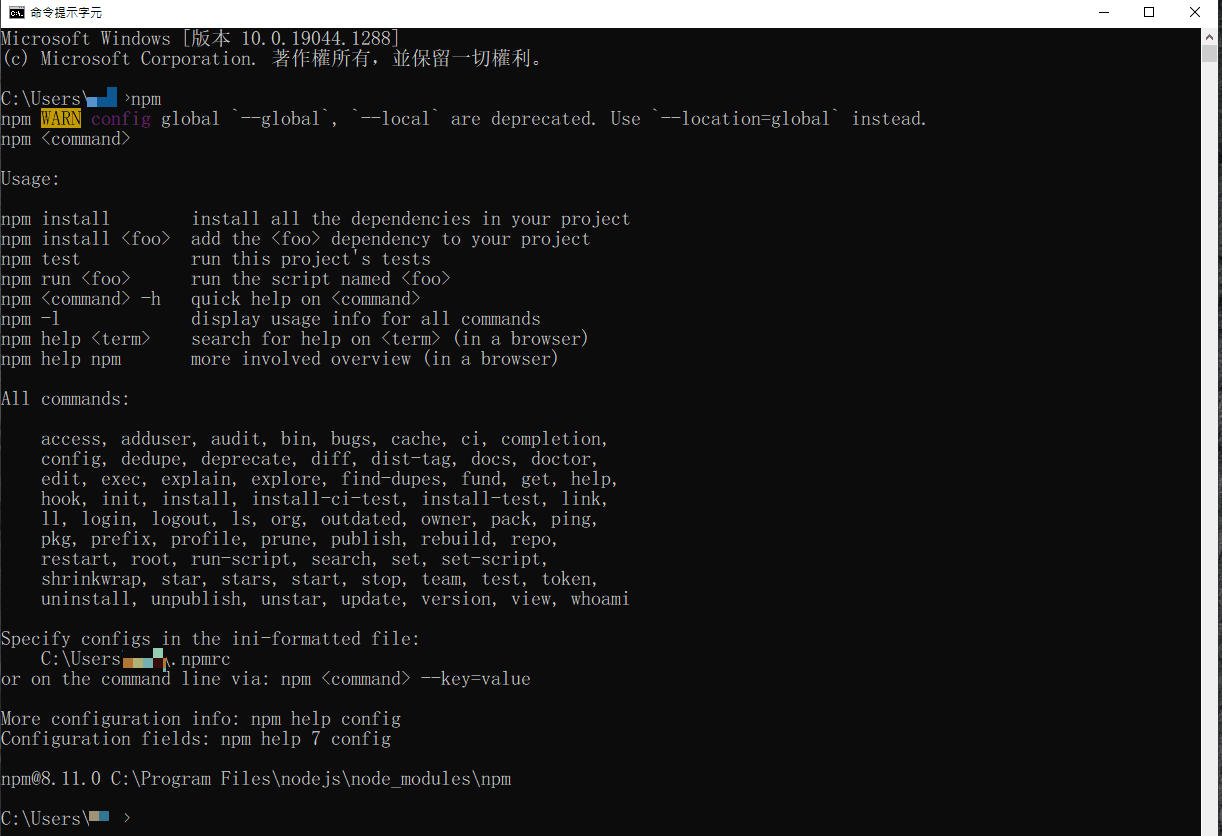 命令提示字元
Microsoft Windows [版本 10.0.19044.1288]
(c) Microsoft Corporation. 著作權所有，並保留一切權利。
C:\Users\ >npm
npm WARN config global `--global`, `--local` are deprecated. Use `--location=global` instead.
npm <command>
Usage:
npm install        install all the dependencies in your project
npm install <foo>  add the <foo> dependency to your project
npm test           run this project's tests
npm run <foo>      run the script named <foo>
npm <command> -h   quick help on <command>
npm -l             display usage info for all commands
npm help <term>    search for help on <term> (in a browser)
npm help npm       more involved overview (in a browser)
All commands:
    access, adduser, audit, bin, bugs, cache, ci, completion,
    config, dedupe, deprecate, diff, dist-tag, docs, doctor,
    edit, exec, explain, explore, find-dupes, fund, get, help,
    hook, init, install, install-ci-test, install-test, link,
    ll, login, logout, ls, org, outdated, owner, pack, ping,
    pkg, prefix, profile, prune, publish, rebuild, repo,
    restart, root, run-script, search, set, set-script,
    shrinkwrap, star, stars, start, stop, team, test, token,
    uninstall, unpublish, unstar, update, version, view, whoami
Specify configs in the ini-formatted file:
    C:\Users \.npmrc
or on the command line via: npm <command> --key=value
More configuration info: npm help config
Configuration fields: npm help 7 config
npm@8.11.0 C:\Program Files\nodejs\node_modules\npm
C:\Users\ >